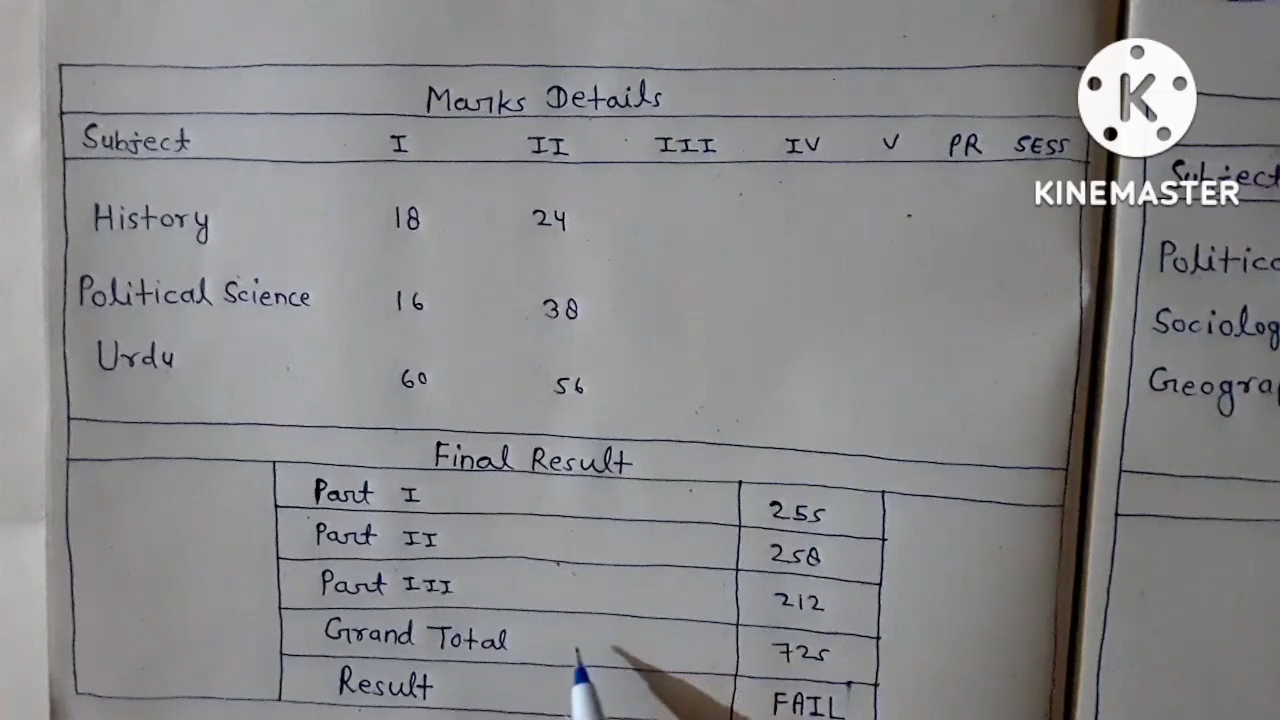 Marks Details
Subject I II III IV V PR SESS
History 18 24
Political Science 16 38
Urdu 60 56
Final Result
Part I 255
Part II 258
Part III 212
Grand Total 725
Result FAIL
K
KINEMASTER
Subject
Politic
Sociolog
Geogra